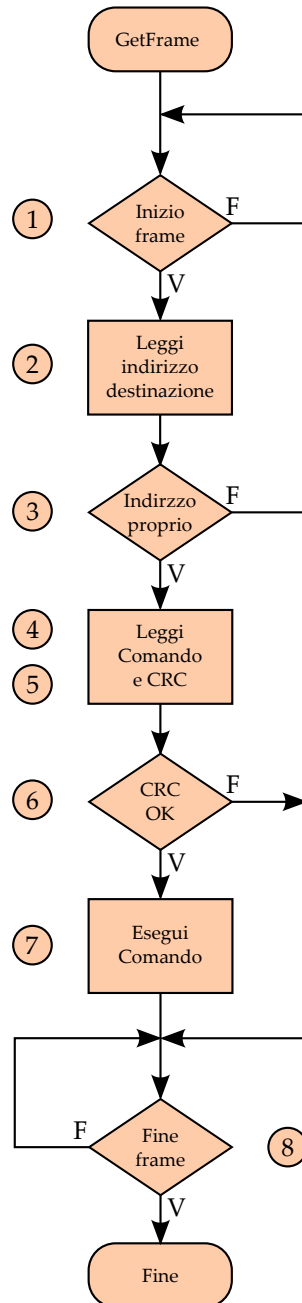 GetFrame
1
Inizio
frame
F
V
2
Leggi
indirizzo
destinazione
3
Indirzzo
proprio
F
V
4
5
Leggi
Comando
e CRC
6
CRC
OK
F
V
7
Esegui
Comando
F
Fine
frame
8
V
Fine